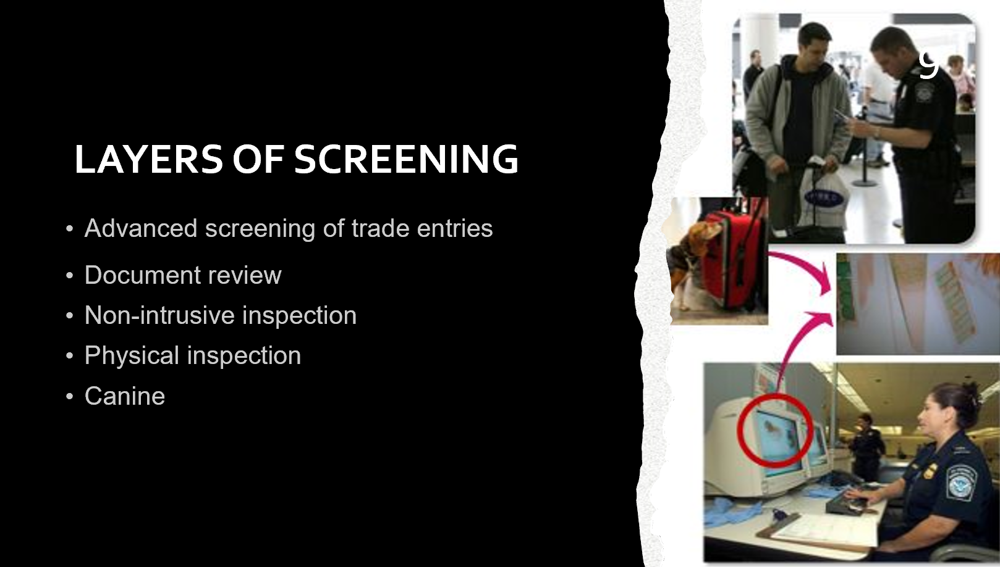 9
LAYERS OF SCREENING
• Advanced screening of trade entries
• Document review
• Non-intrusive inspection
• Physical inspection
• Canine